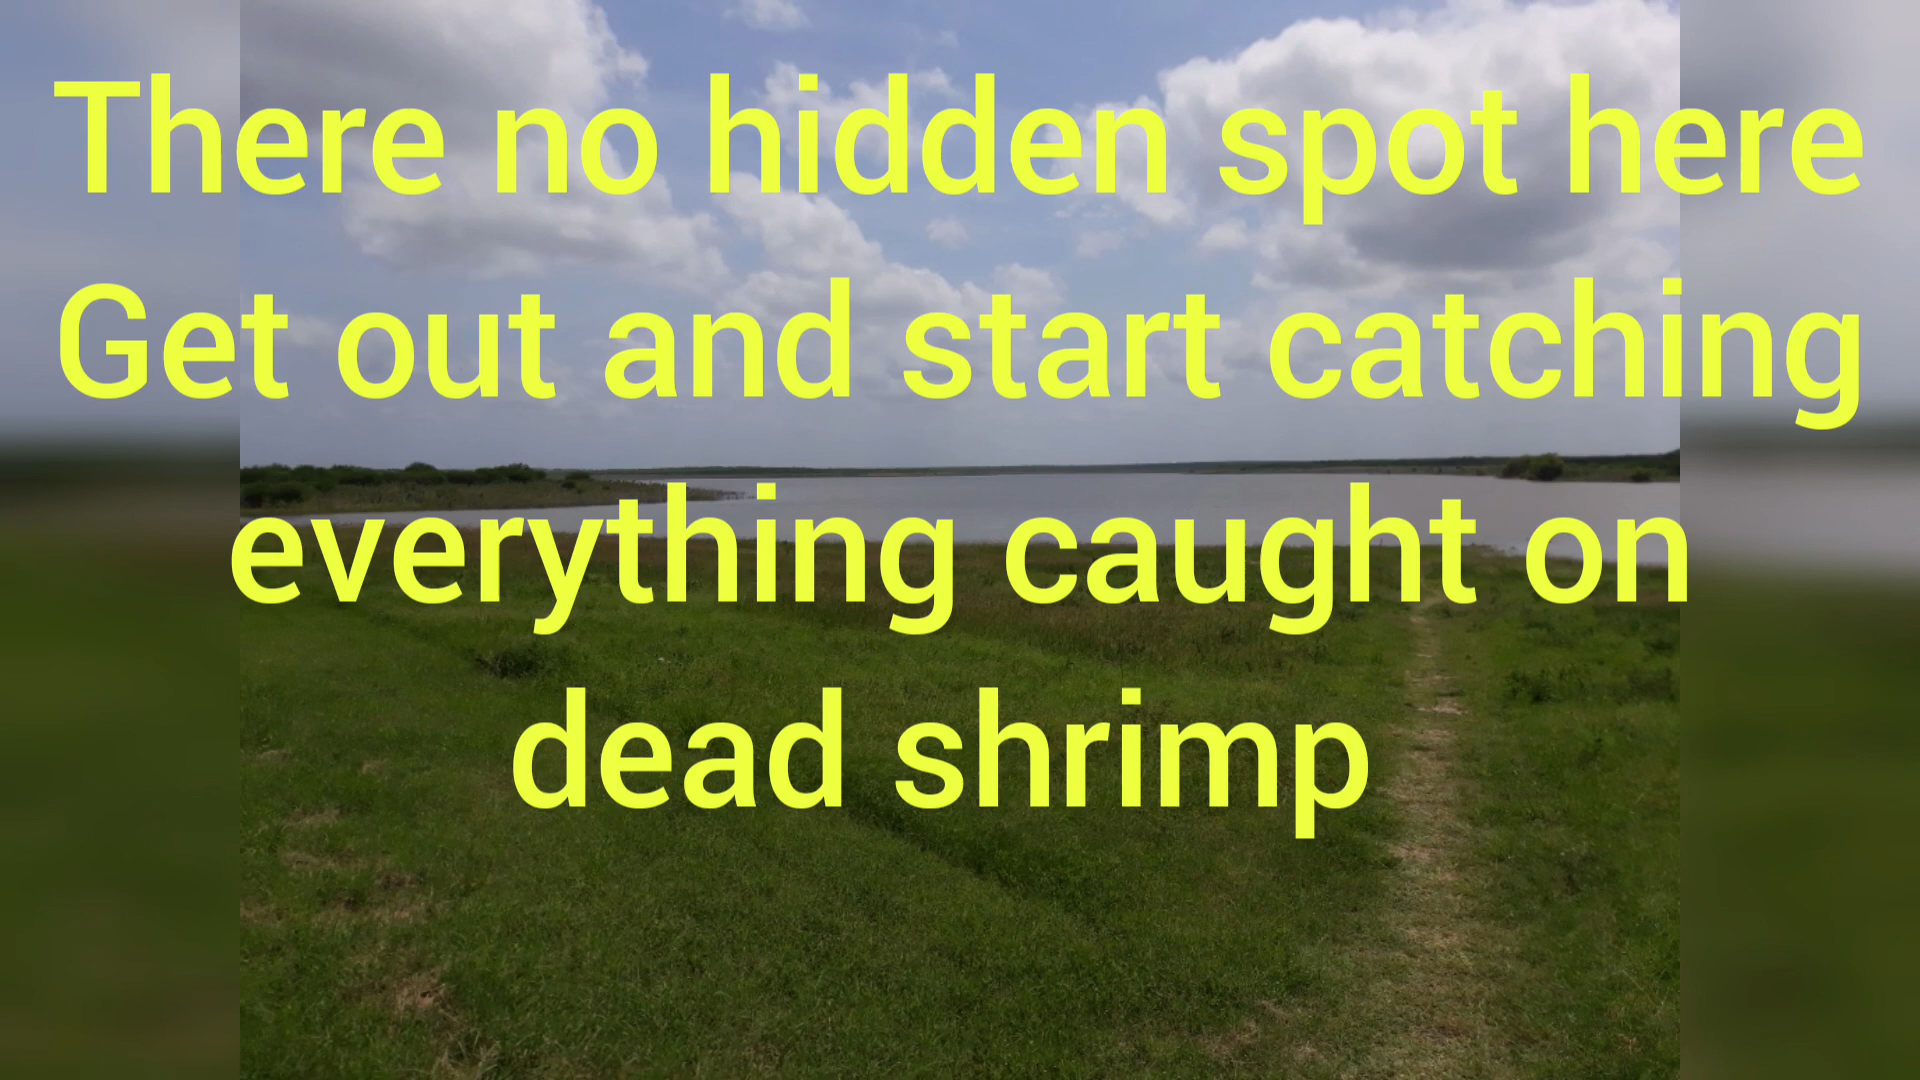 There no hidden spot here
Get out and start catching
everything caught on
dead shrimp